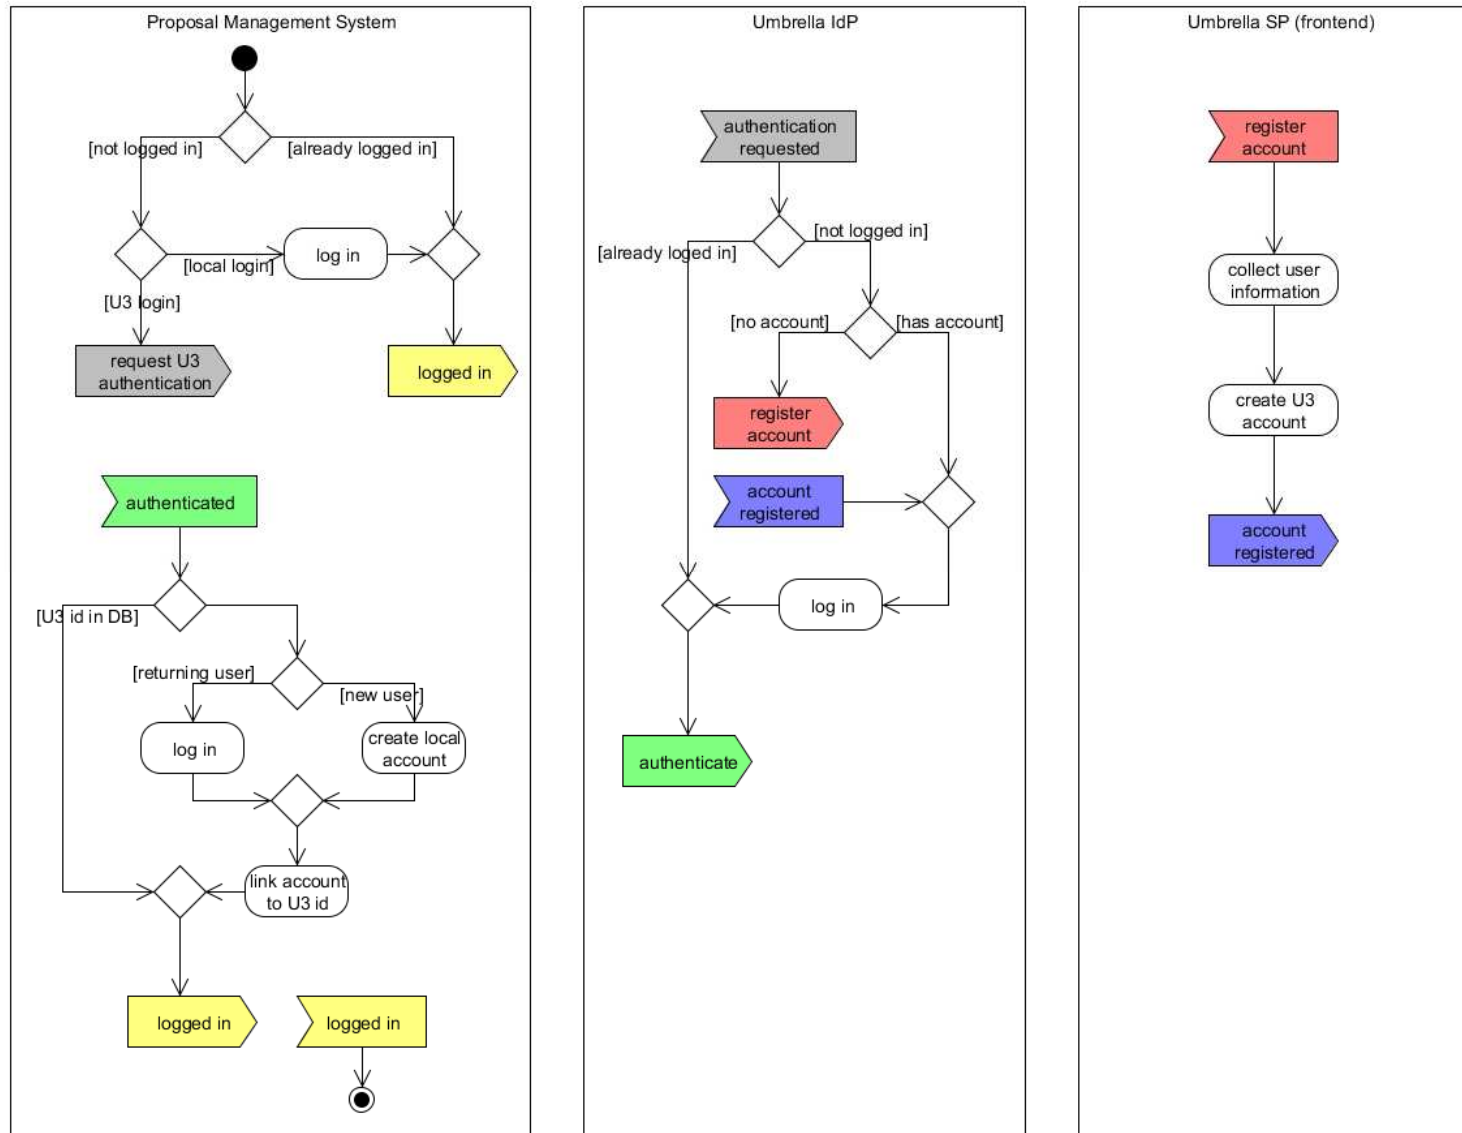 Proposal Management System
[not logged in]
[already logged in]
[local login]
log in
[U3 login]
request U3
authentication
logged in
authenticated
[U3 id in DB]
[returning user]
[new user]
log in
create local
account
link account
to U3 id
logged in
logged in
Umbrella IdP
authentication
requested
[not logged in]
[already loged in]
[no account]
[has account]
register
account
account
registered
log in
authenticate
Umbrella SP (frontend)
register
account
collect user
information
create U3
account
account
registered